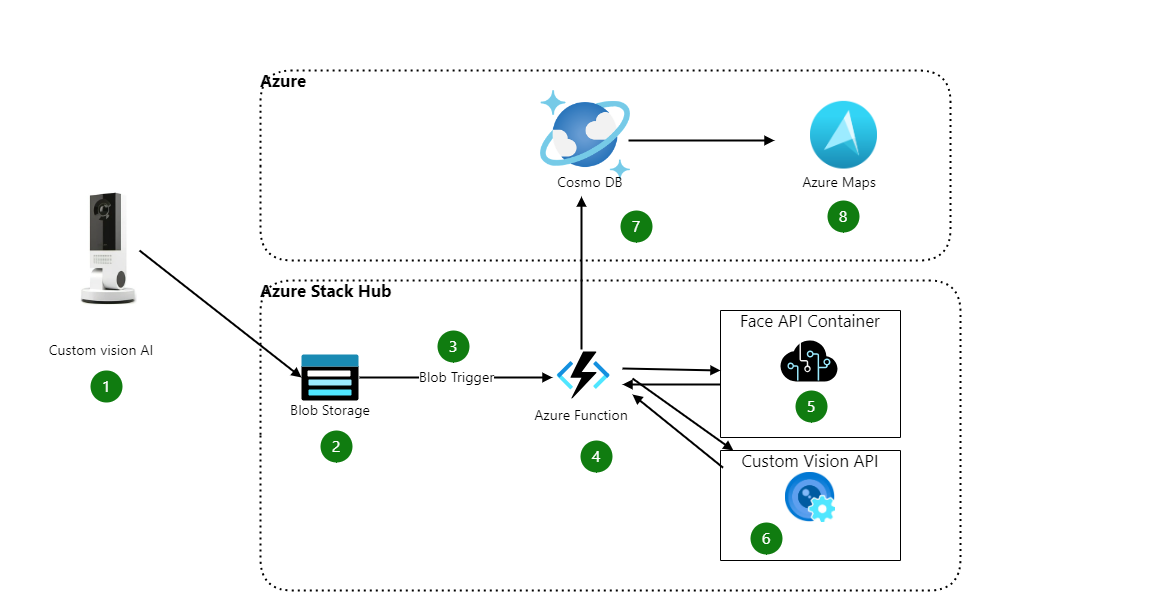 Azure
Cosmo DB
Azure Maps
7
8
Custom vision AI
1
Azure Stack Hub
Blob Storage
2
3
Blob Trigger
Azure Function
4
Face API Container
5
Custom Vision API
6